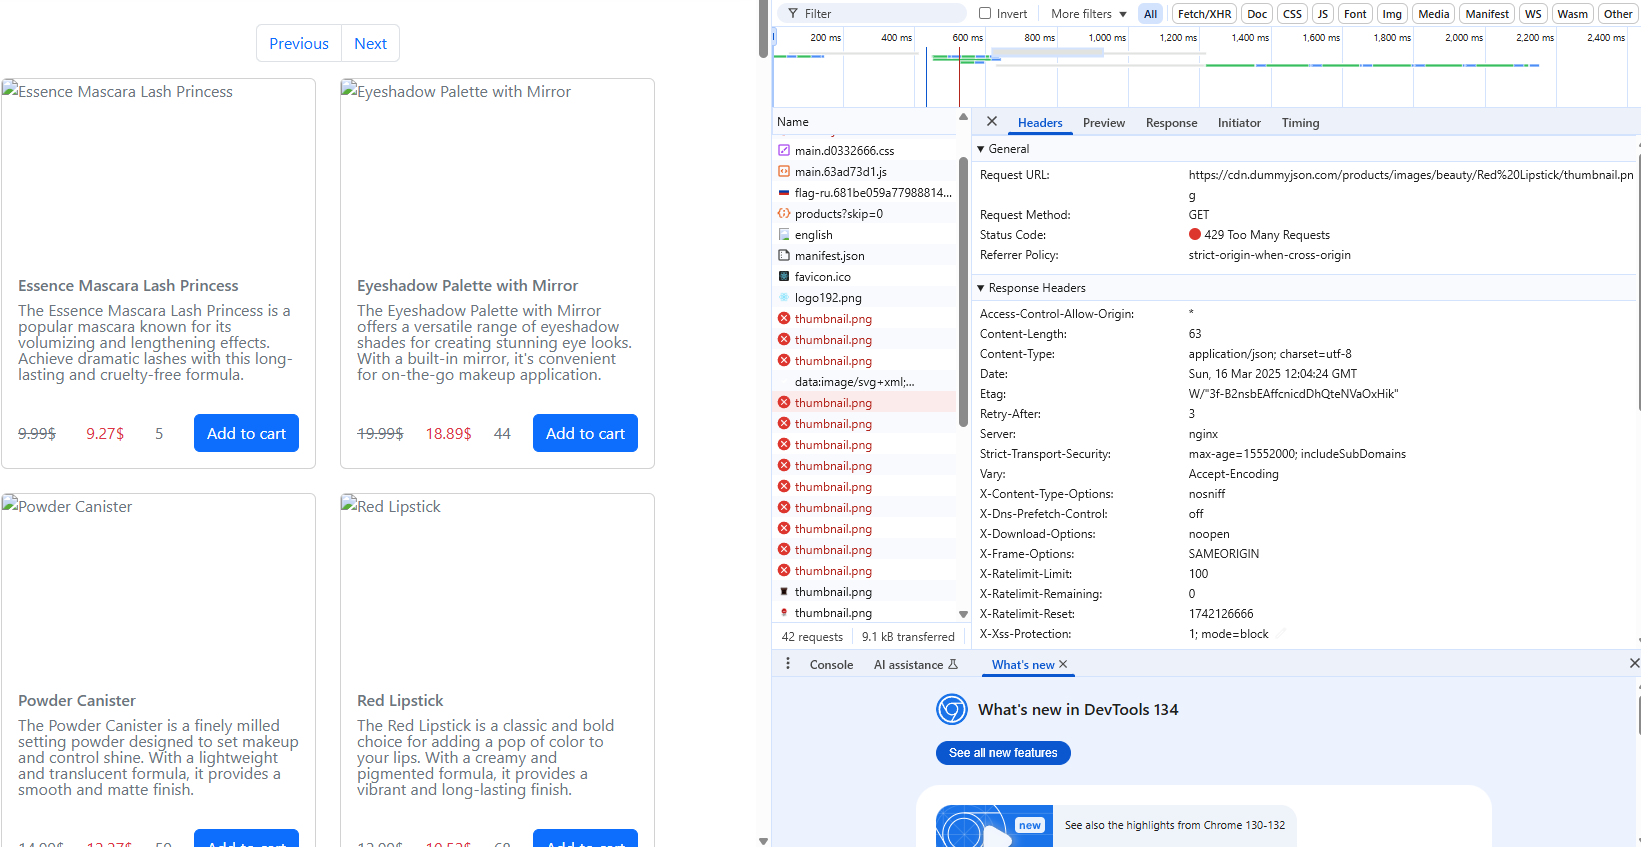 Previous
Next
Essence Mascara Lash Princess
Essence Mascara Lash Princess
The Essence Mascara Lash Princess is a
popular mascara known for its
volumizing and lengthening effects.
Achieve dramatic lashes with this long-
lasting and cruelty-free formula.
9.99$ 9.27$ 5 Add to cart
Eyeshadow Palette with Mirror
Eyeshadow Palette with Mirror
The Eyeshadow Palette with Mirror
offers a versatile range of eyeshadow
shades for creating stunning eye looks.
With a built-in mirror, it's convenient
for on-the-go makeup application.
19.99$ 18.89$ 44 Add to cart
Powder Canister
Powder Canister
The Powder Canister is a finely milled
setting powder designed to set makeup
and control shine. With a lightweight
and translucent formula, it provides a
smooth and matte finish.
Add to cart
Red Lipstick
Red Lipstick
The Red Lipstick is a classic and bold
choice for adding a pop of color to
your lips. With a creamy and
pigmented formula, it provides a
vibrant and long-lasting finish.
Add to cart
Filter Invert More filters All Fetch/XHR Doc CSS JS Font Img Media Manifest WS Wasm Other
200 ms 400 ms 600 ms 800 ms 1,000 ms 1,200 ms 1,400 ms 1,600 ms 1,800 ms 2,000 ms 2,200 ms 2,400 ms
Name
main.d0332666.css
main.63ad73d1.js
flag-ru.681be059a77988814...
products?skip=0
english
manifest.json
favicon.ico
logo192.png
thumbnail.png
thumbnail.png
thumbnail.png
data:image/svg+xml;...
thumbnail.png
thumbnail.png
thumbnail.png
thumbnail.png
thumbnail.png
thumbnail.png
thumbnail.png
thumbnail.png
thumbnail.png
thumbnail.png
thumbnail.png
42 requests 9.1 kB transferred
Headers Preview Response Initiator Timing
General
Request URL: https://cdn.dummyjson.com/products/images/beauty/Red%20Lipstick/thumbnail.pn
g
Request Method: GET
Status Code: 429 Too Many Requests
Referrer Policy: strict-origin-when-cross-origin
Response Headers
Access-Control-Allow-Origin: *
Content-Length: 63
Content-Type: application/json; charset=utf-8
Date: Sun, 16 Mar 2025 12:04:24 GMT
Etag: W/"3f-B2nsbEAffcnicdDhQteNVaOxHik"
Retry-After: 3
Server: nginx
Strict-Transport-Security: max-age=15552000; includeSubDomains
Vary: Accept-Encoding
X-Content-Type-Options: nosniff
X-Dns-Prefetch-Control: off
X-Download-Options: noopen
X-Frame-Options: SAMEORIGIN
X-Ratelimit-Limit: 100
X-Ratelimit-Remaining: 0
X-Ratelimit-Reset: 1742126666
X-Xss-Protection: 1; mode=block
Console AI assistance What's new
What's new in DevTools 134
See all new features
new
See also the highlights from Chrome 130-132